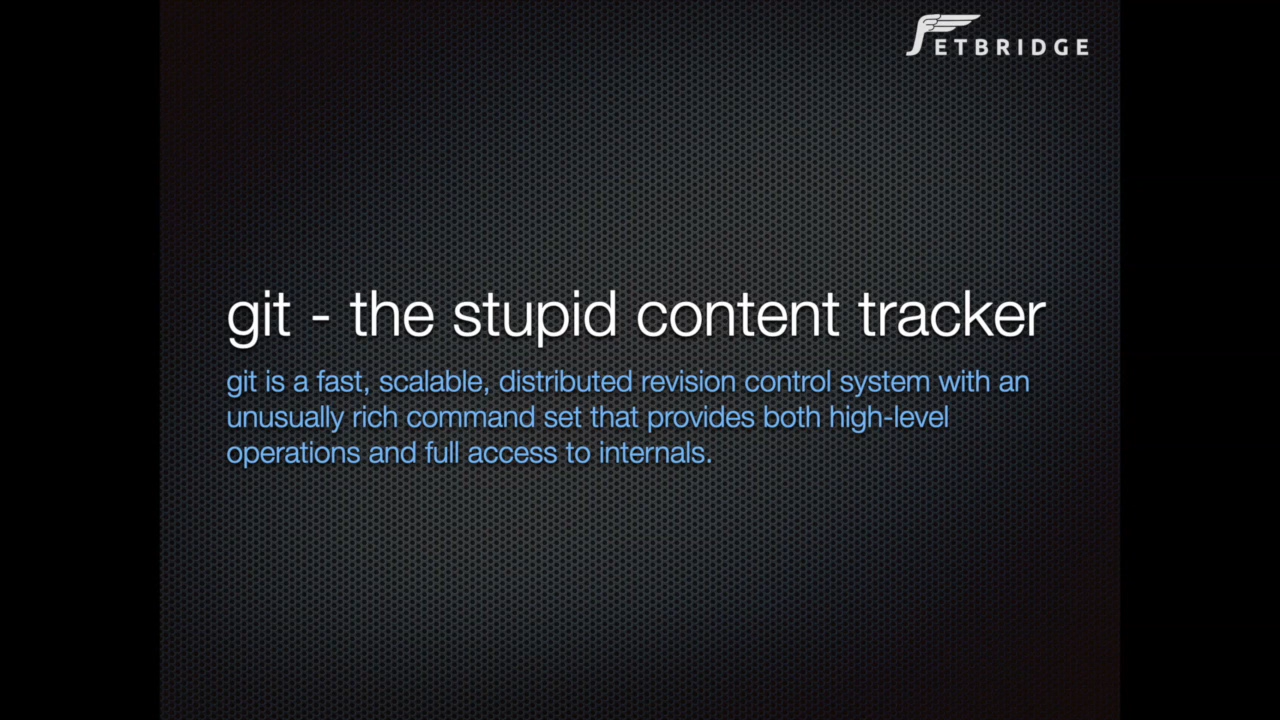 JETBRIDGE
git - the stupid content tracker
git is a fast, scalable, distributed revision control system with an
unusually rich command set that provides both high-level
operations and full access to internals.